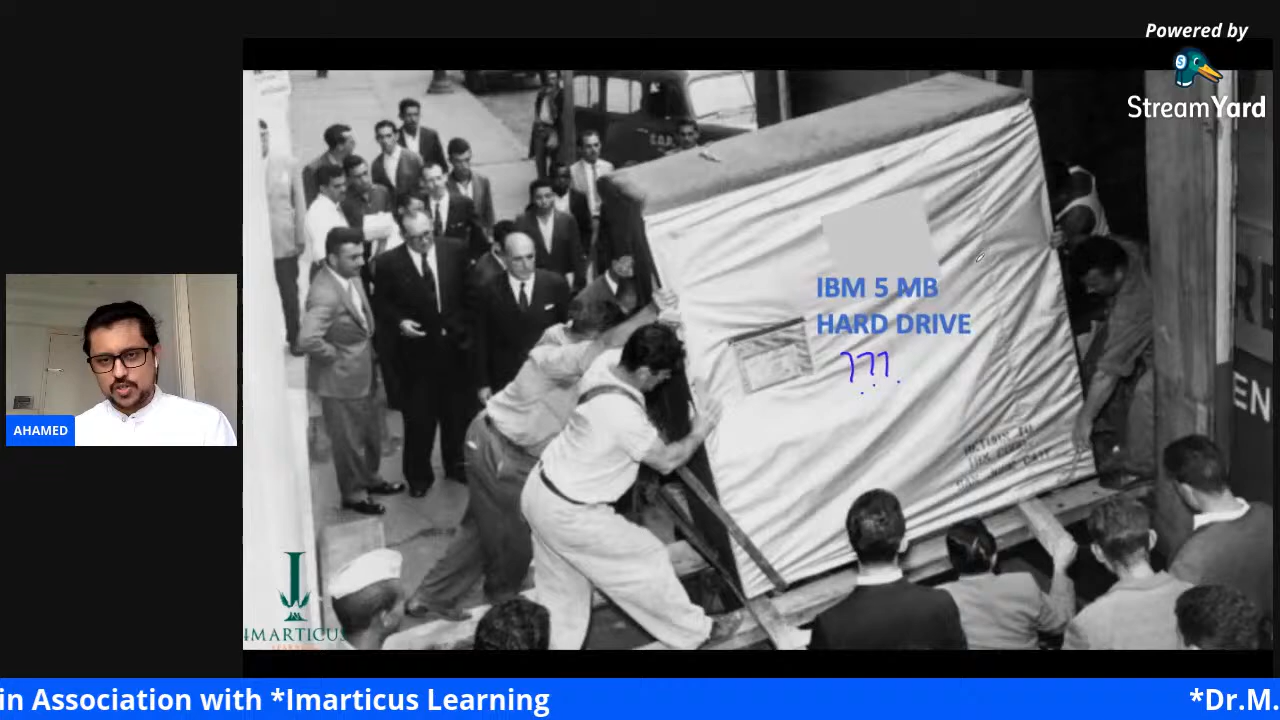 Powered by
StreamYard
IBM 5 MB
HARD DRIVE
???
AHAMED
IMARTICUS
in Association with *Imarticus Learning
*Dr.M.